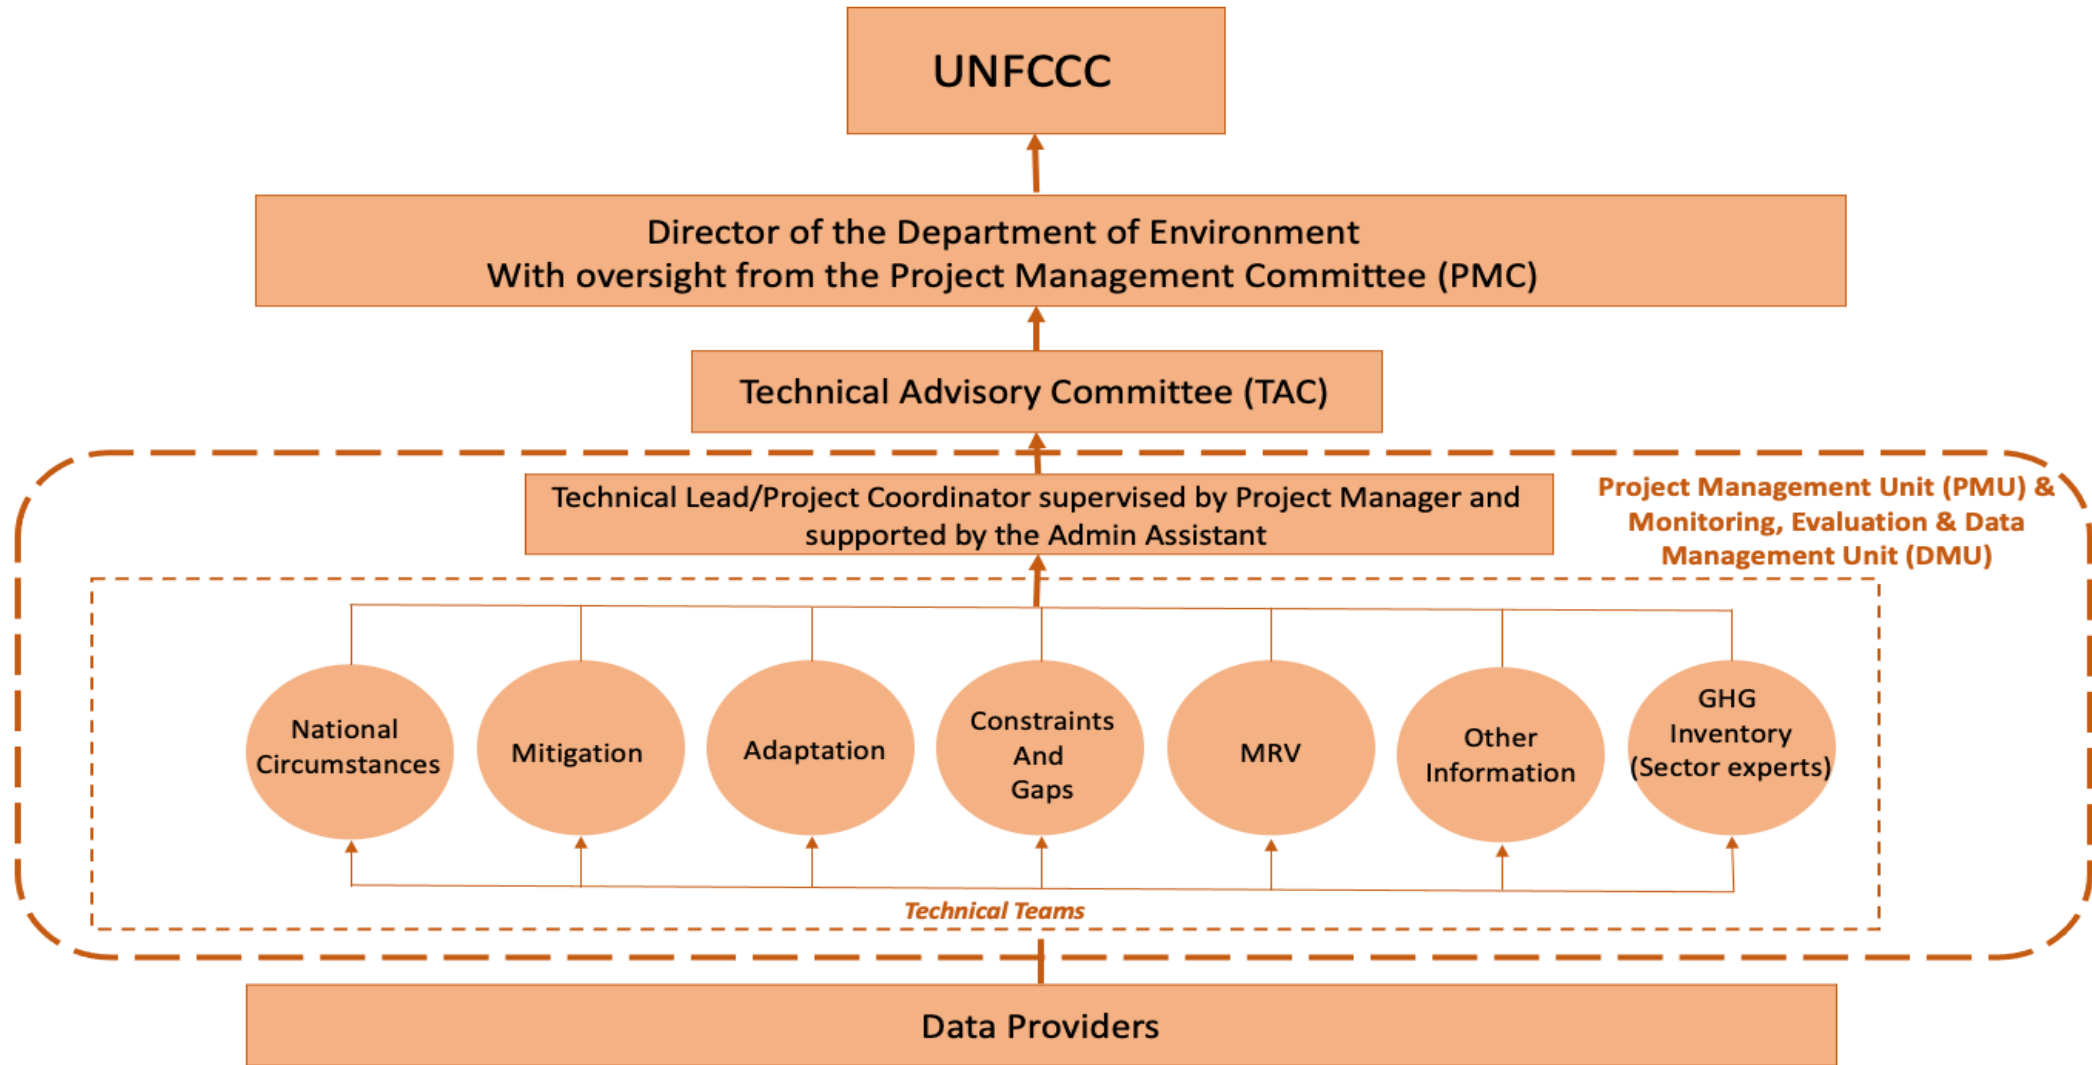 UNFCCC
Director of the Department of Environment
With oversight from the Project Management Committee (PMC)
Technical Advisory Committee (TAC)
Technical Lead/Project Coordinator supervised by Project Manager and
supported by the Admin Assistant
Project Management Unit (PMU) &
Monitoring, Evaluation & Data
Management Unit (DMU)
National
Circumstances
Mitigation
Adaptation
Constraints
And
Gaps
MRV
Other
Information
GHG
Inventory
(Sector experts)
Technical Teams
Data Providers